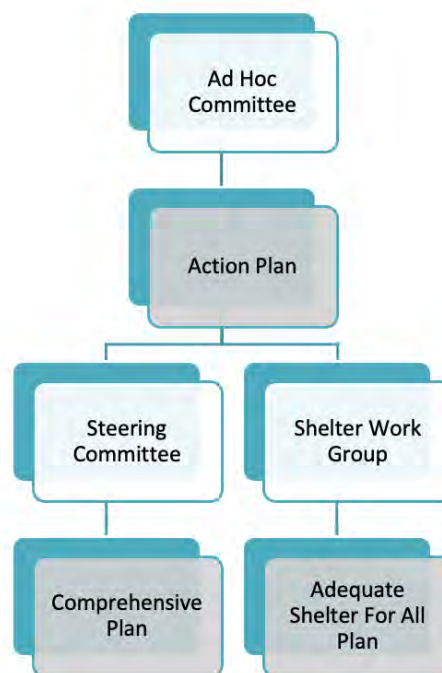 Ad Hoc
Committee
Action Plan
Steering
Committee
Shelter Work
Group
Comprehensive
Plan
Adequate
Shelter For All
Plan